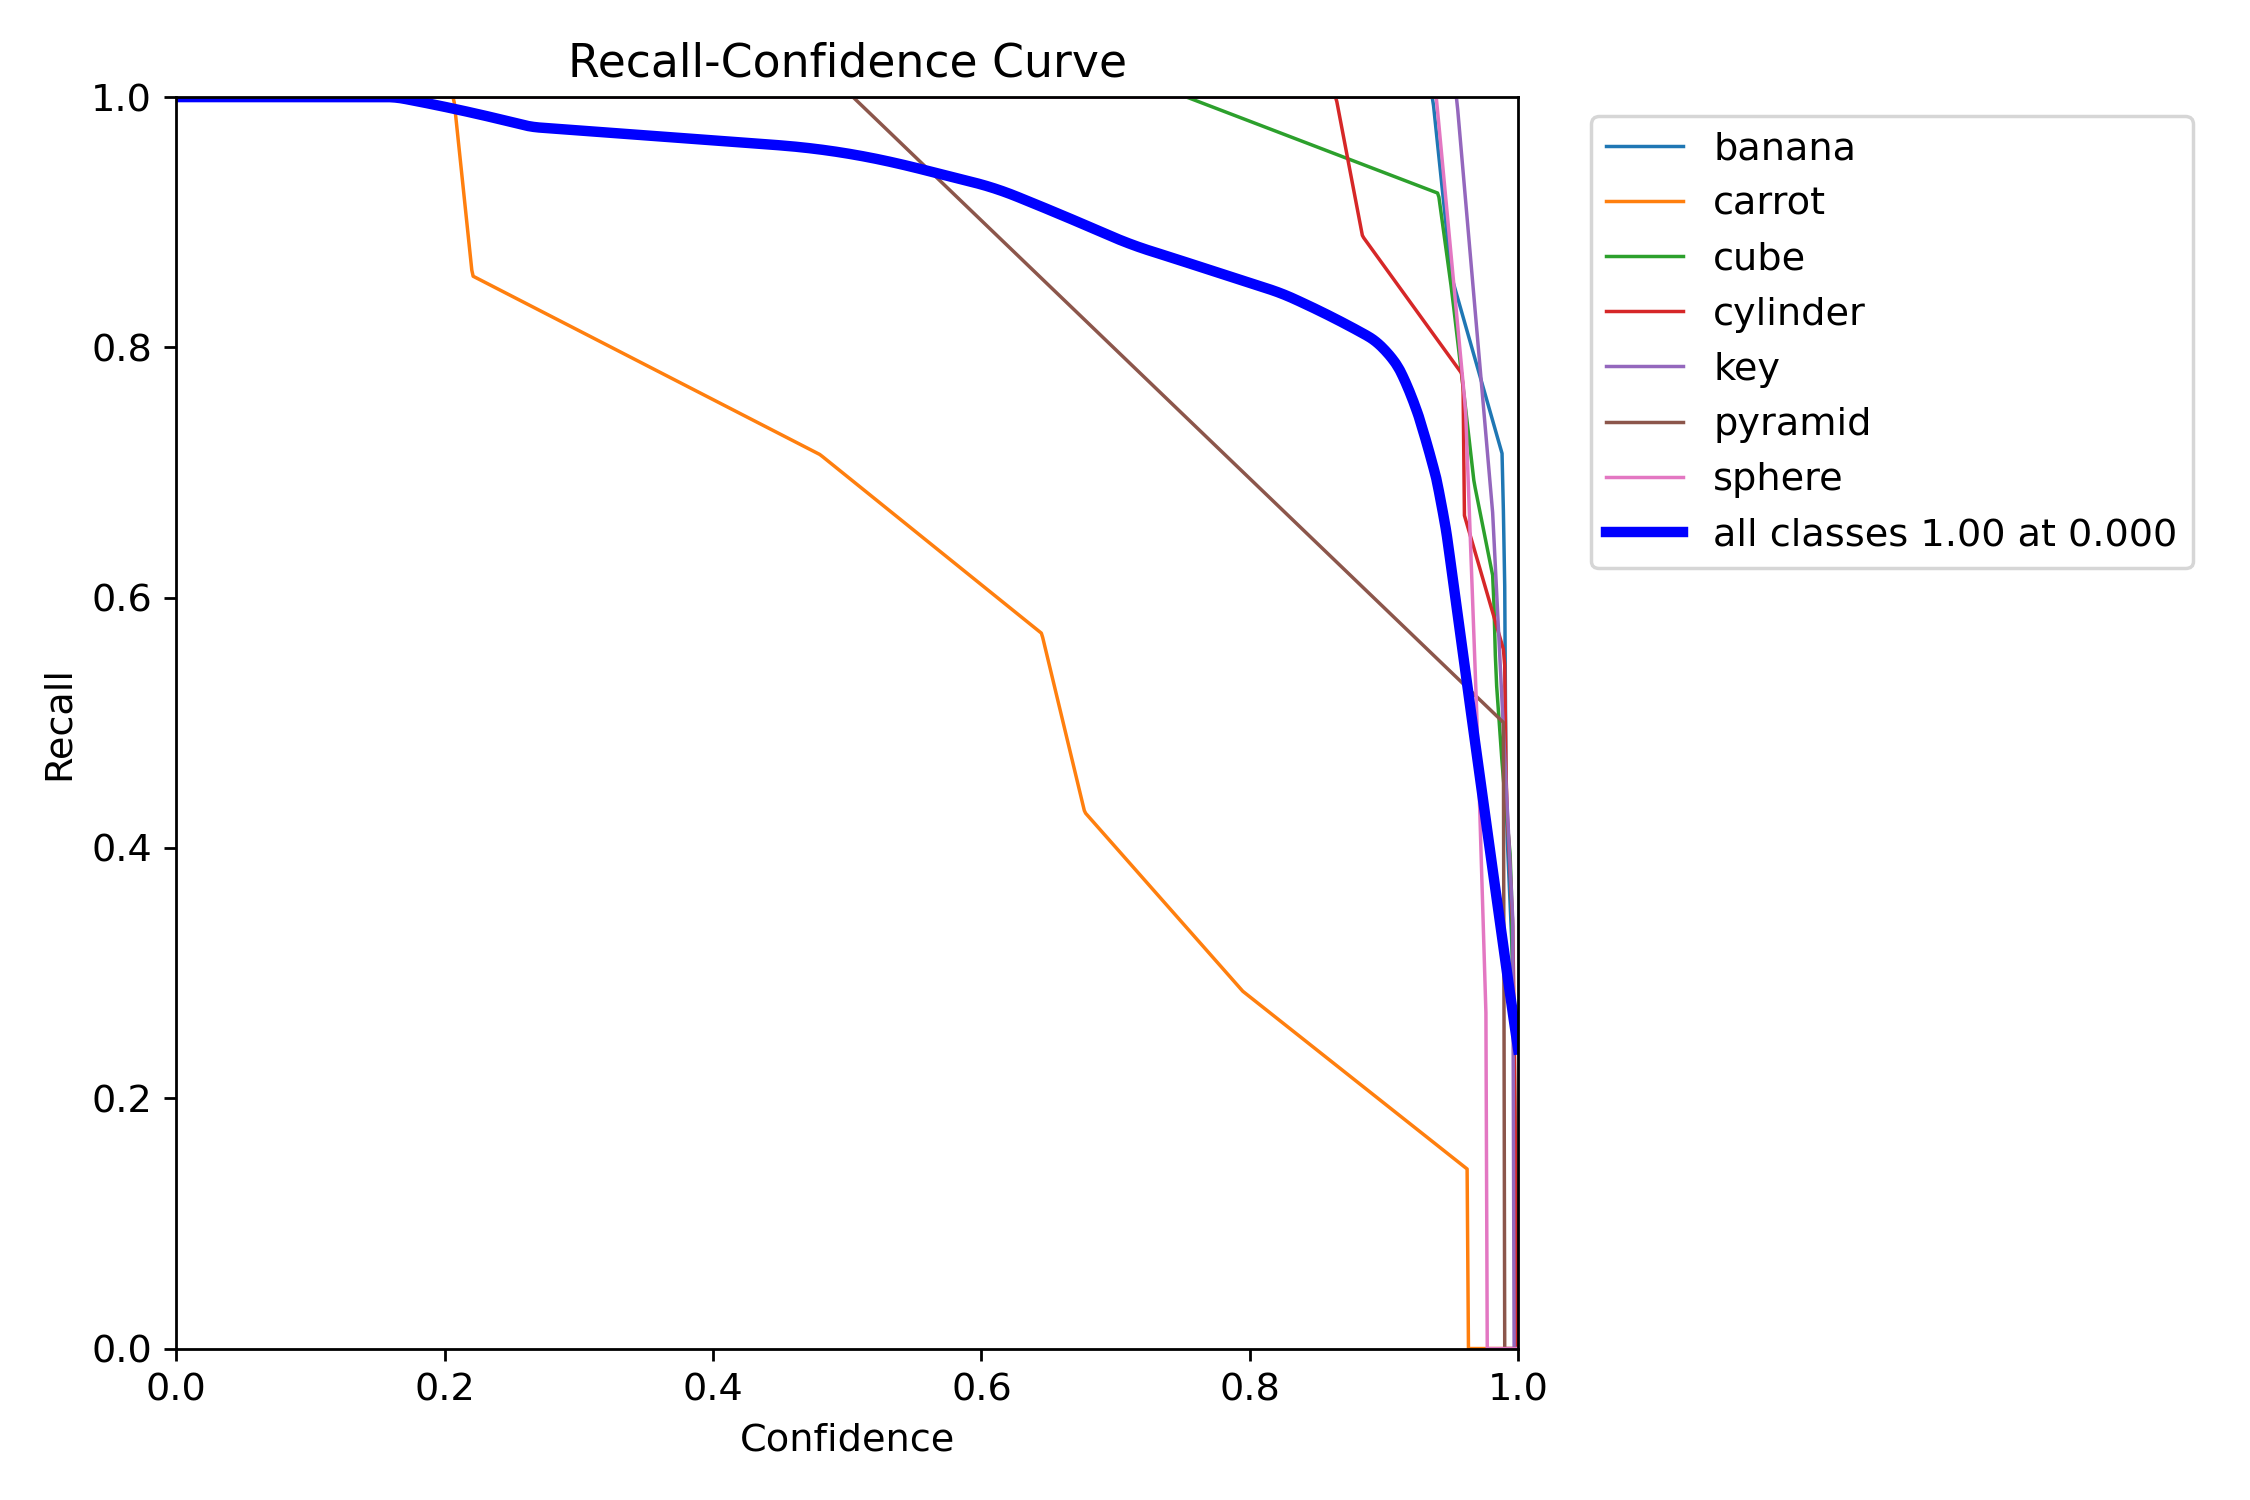 Recall-Confidence Curve
1.0
0.8
0.6
0.4
0.2
0.0
Recall
0.0 0.2 0.4 0.6 0.8 1.0
Confidence
banana
carrot
cube
cylinder
key
pyramid
sphere
all classes 1.00 at 0.000